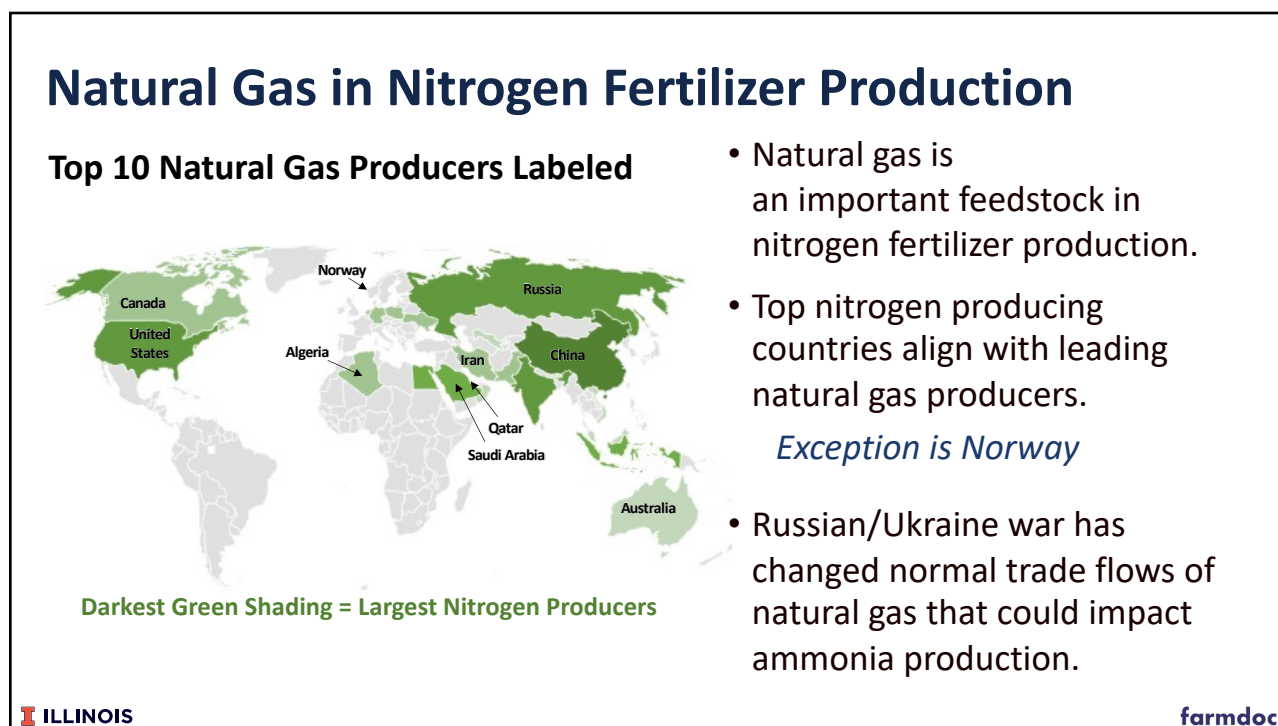 Natural Gas in Nitrogen Fertilizer Production
Top 10 Natural Gas Producers Labeled
Norway
Russia
Canada
United
States
Algeria
Iran
China
Qatar
Saudi Arabia
Australia
Darkest Green Shading = Largest Nitrogen Producers
• Natural gas is
an important feedstock in
nitrogen fertilizer production.
• Top nitrogen producing
countries align with leading
natural gas producers.
Exception is Norway
• Russian/Ukraine war has
changed normal trade flows of
natural gas that could impact
ammonia production.
I ILLINOIS
farmdoc